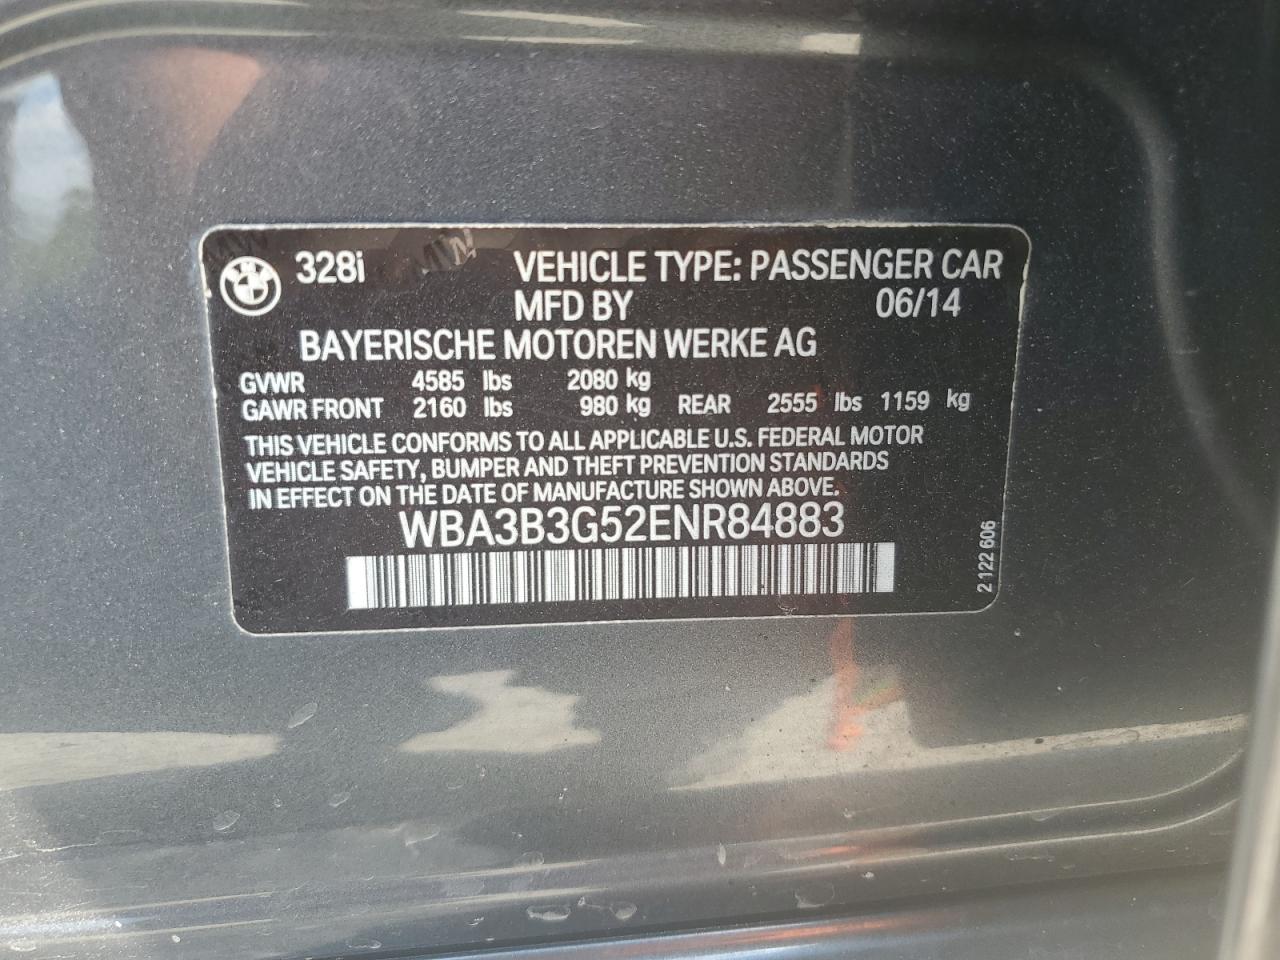 328i VEHICLE TYPE: PASSENGER CAR
MFD BY 06/14
BAYERISCHE MOTOREN WERKE AG
GVWR 4585 lbs 2080 kg
GAWR FRONT 2160 lbs 980 kg REAR 2555 lbs 1159 kg
THIS VEHICLE CONFORMS TO ALL APPLICABLE U.S. FEDERAL MOTOR
VEHICLE SAFETY, BUMPER AND THEFT PREVENTION STANDARDS
IN EFFECT ON THE DATE OF MANUFACTURE SHOWN ABOVE.
WBA3B3G52ENR84883
2 122 606